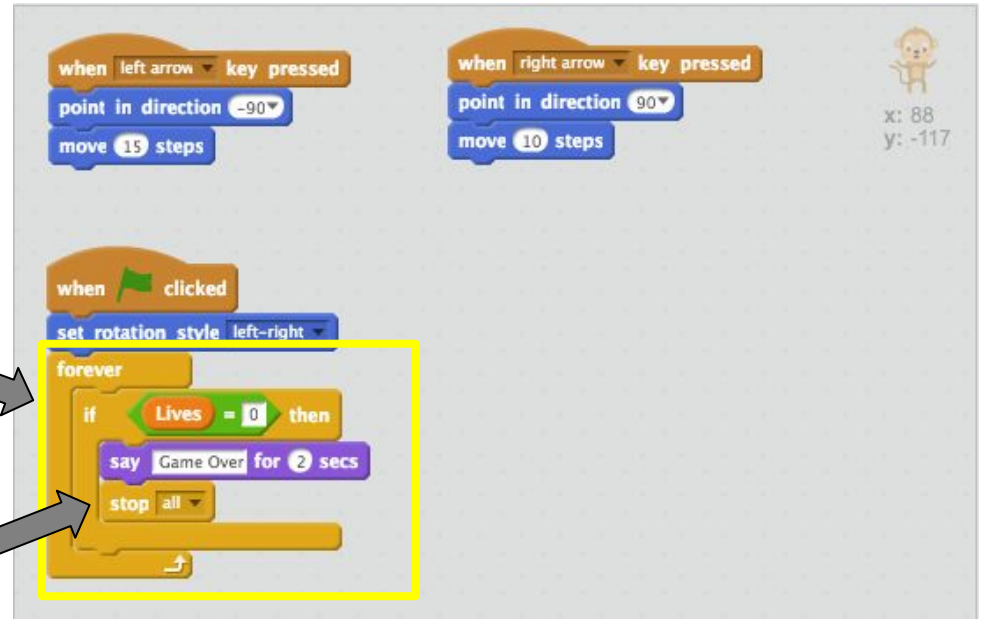 when left arrow key pressed
point in direction -90
move 15 steps
when right arrow key pressed
point in direction 90
move 10 steps
x: 88
y: -117
when clicked
set rotation style left-right
forever
if Lives = 0 then
say Game Over for 2 secs
stop all